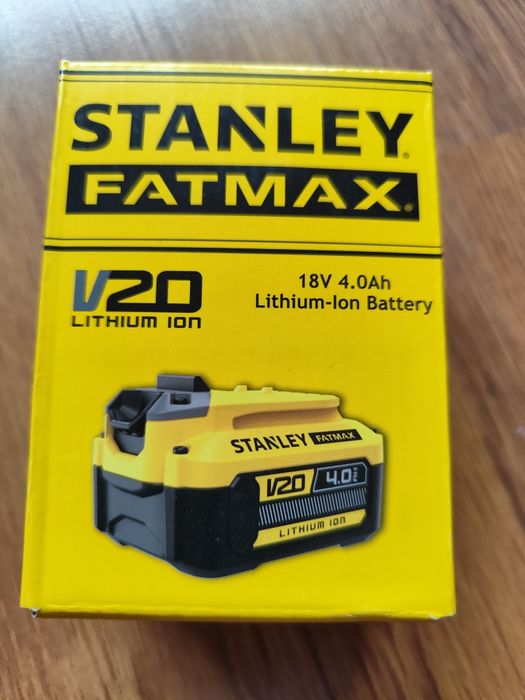 STANLEY®
FATMAX®
V20
LITHIUM ION
18V 4.0Ah
Lithium-Ion Battery
STANLEY FATMAX
V20 4.0
LITHIUM ION